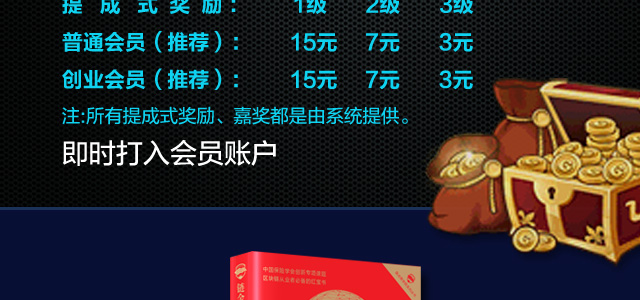 提成式奖励: 1级 2级 3级
普通会员（推荐）: 15元 7元 3元
创业会员（推荐）: 15元 7元 3元
注:所有提成式奖励、嘉奖都是由系统提供。
即时打入会员账户